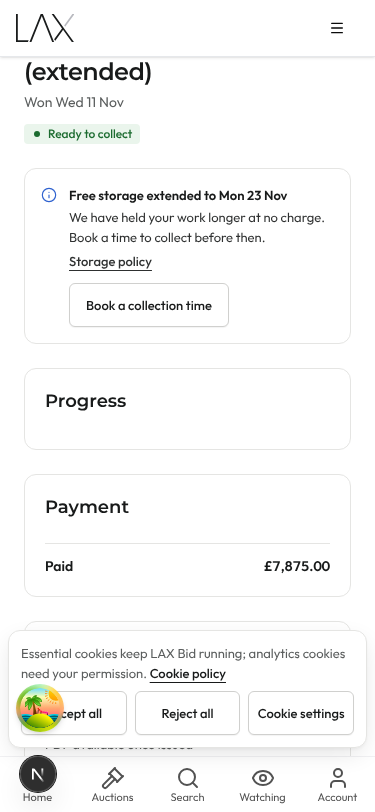 LAX
(extended)
Won Wed 11 Nov
Ready to collect
Free storage extended to Mon 23 Nov
We have held your work longer at no charge.
Book a time to collect before then.
Storage policy
Book a collection time
Progress
Payment
Paid £7,875.00
Essential cookies keep LAX Bid running; analytics cookies
need your permission. Cookie policy
all Reject all Cookie settings
N
Home Auctions Search Watching Account